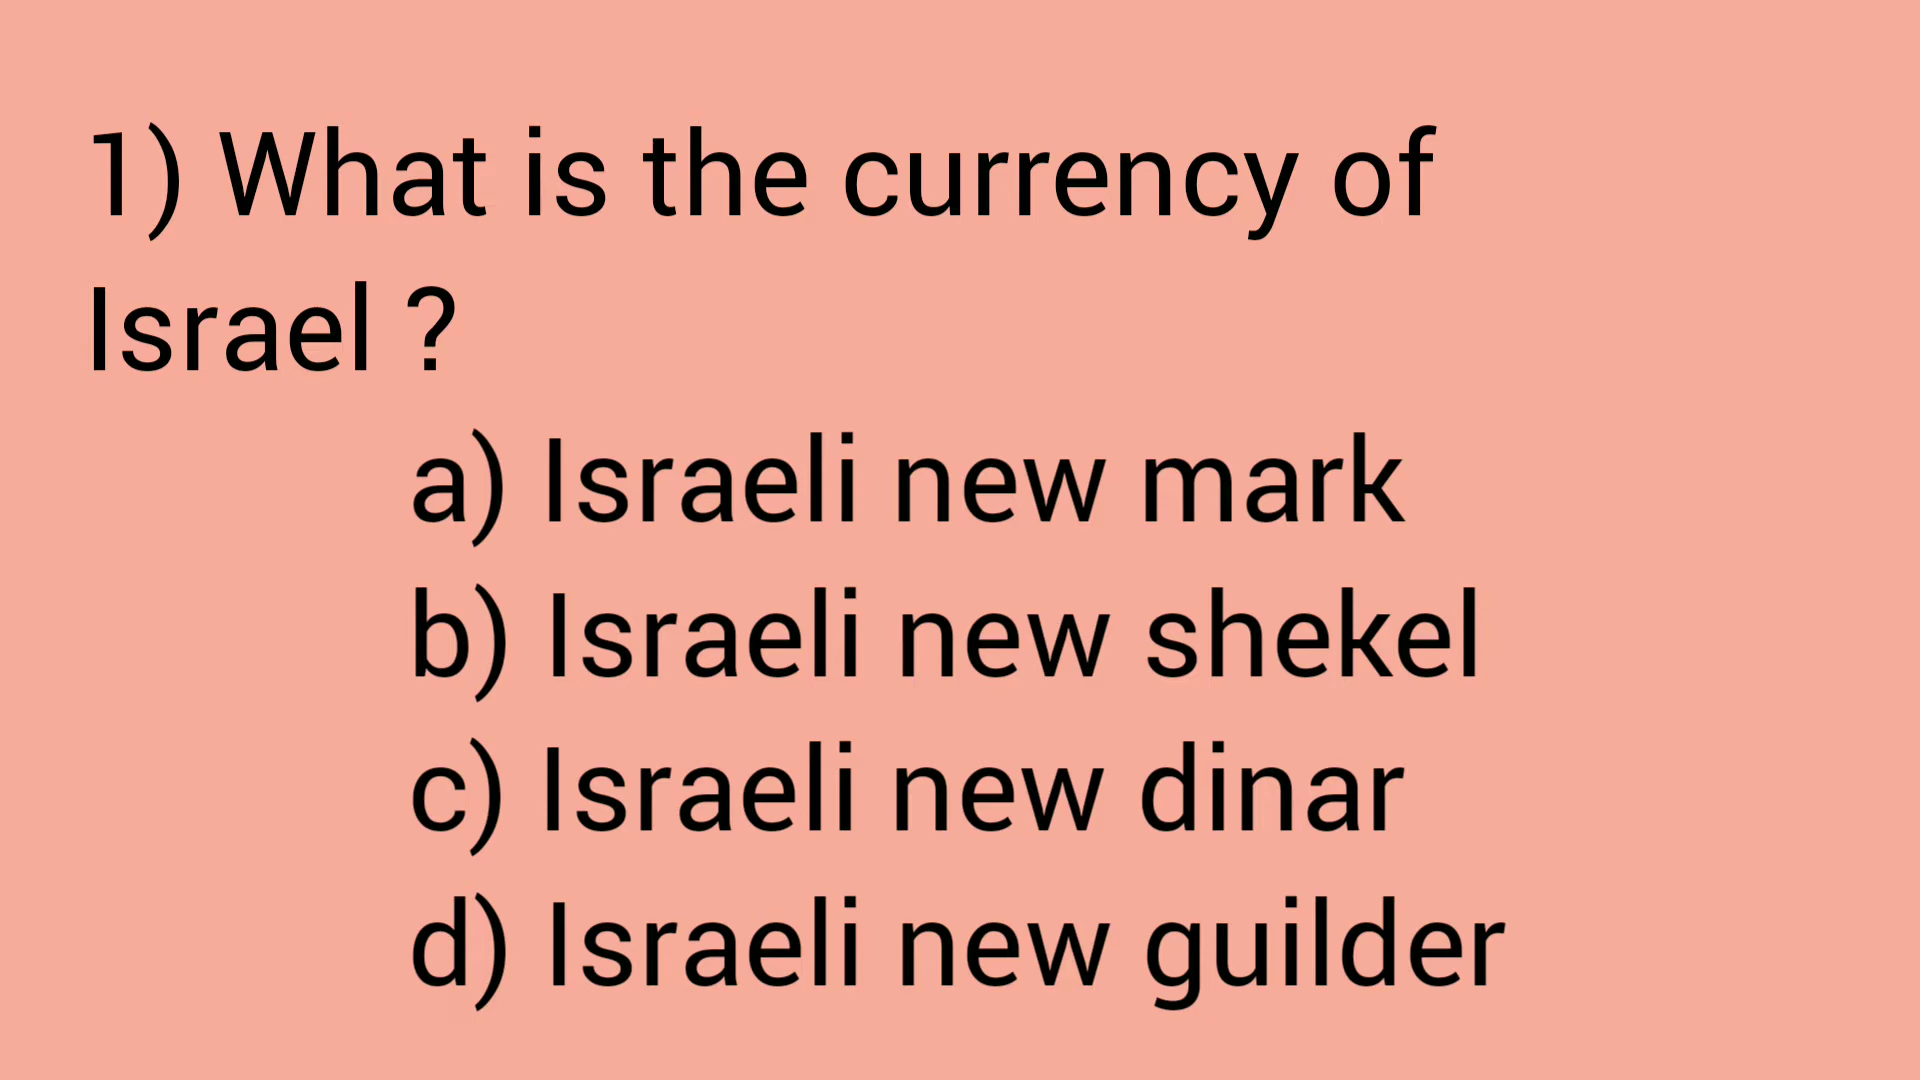 1) What is the currency of
Israel ?
a) Israeli new mark
b) Israeli new shekel
c) Israeli new dinar
d) Israeli new guilder